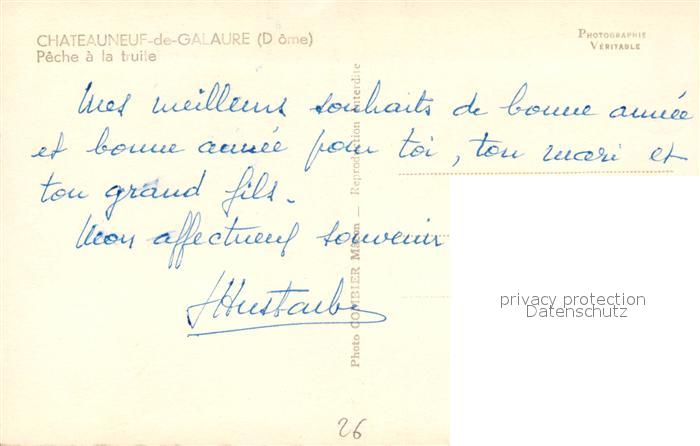 CHATEAUNEUF-de-GALAURE (D ôme)
Pêche à la truite
PHOTOGRAPHIE
VÉRITABLE
Mes meilleurs souhaits de bonne année
et bonne année pour toi, ton mari et
ton grand fils.
Mon affectueux souvenir
Photo COMBIER Mâcon — Reproduction interdite
privacy protection
Datenschutz
26